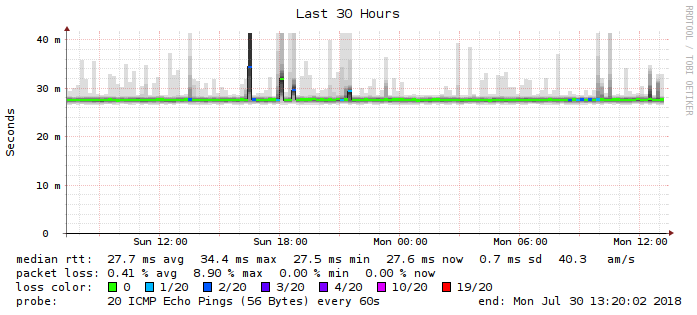 Last 30 Hours
RRDTOOL / TOBI OETIKER
Seconds
40 m
30 m
20 m
10 m
0
Sun 12:00 Sun 18:00 Mon 00:00 Mon 06:00 Mon 12:00
median rtt: 27.7 ms avg 34.4 ms max 27.5 ms min 27.6 ms now 0.7 ms sd 40.3 am/s
packet loss: 0.41 % avg 8.90 % max 0.00 % min 0.00 % now
loss color: 0 1/20 2/20 3/20 4/20 10/20 19/20
probe: 20 ICMP Echo Pings (56 Bytes) every 60s end: Mon Jul 30 13:20:02 2018